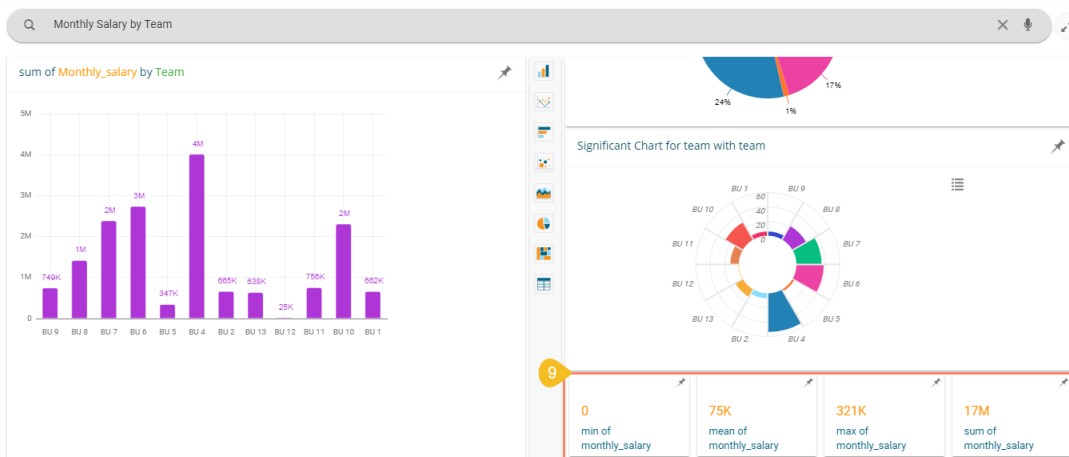 Monthly Salary by Team
sum of Monthly_salary by Team
5M
4M
3M
2M
1M
0
749K
1M
2M
3M
347K
4M
665K
638K
25K
756K
2M
662K
BU 9
BU 8
BU 7
BU 6
BU 5
BU 4
BU 2
BU 13
BU 12
BU 11
BU 10
BU 1
24%
1%
17%
Significant Chart for team with team
60
40
20
0
BU 1
BU 9
BU 10
BU 8
BU 11
BU 7
BU 12
BU 6
BU 13
BU 5
BU 2
BU 4
9
0
min of
monthly_salary
75K
mean of
monthly_salary
321K
max of
monthly_salary
17M
sum of
monthly_salary